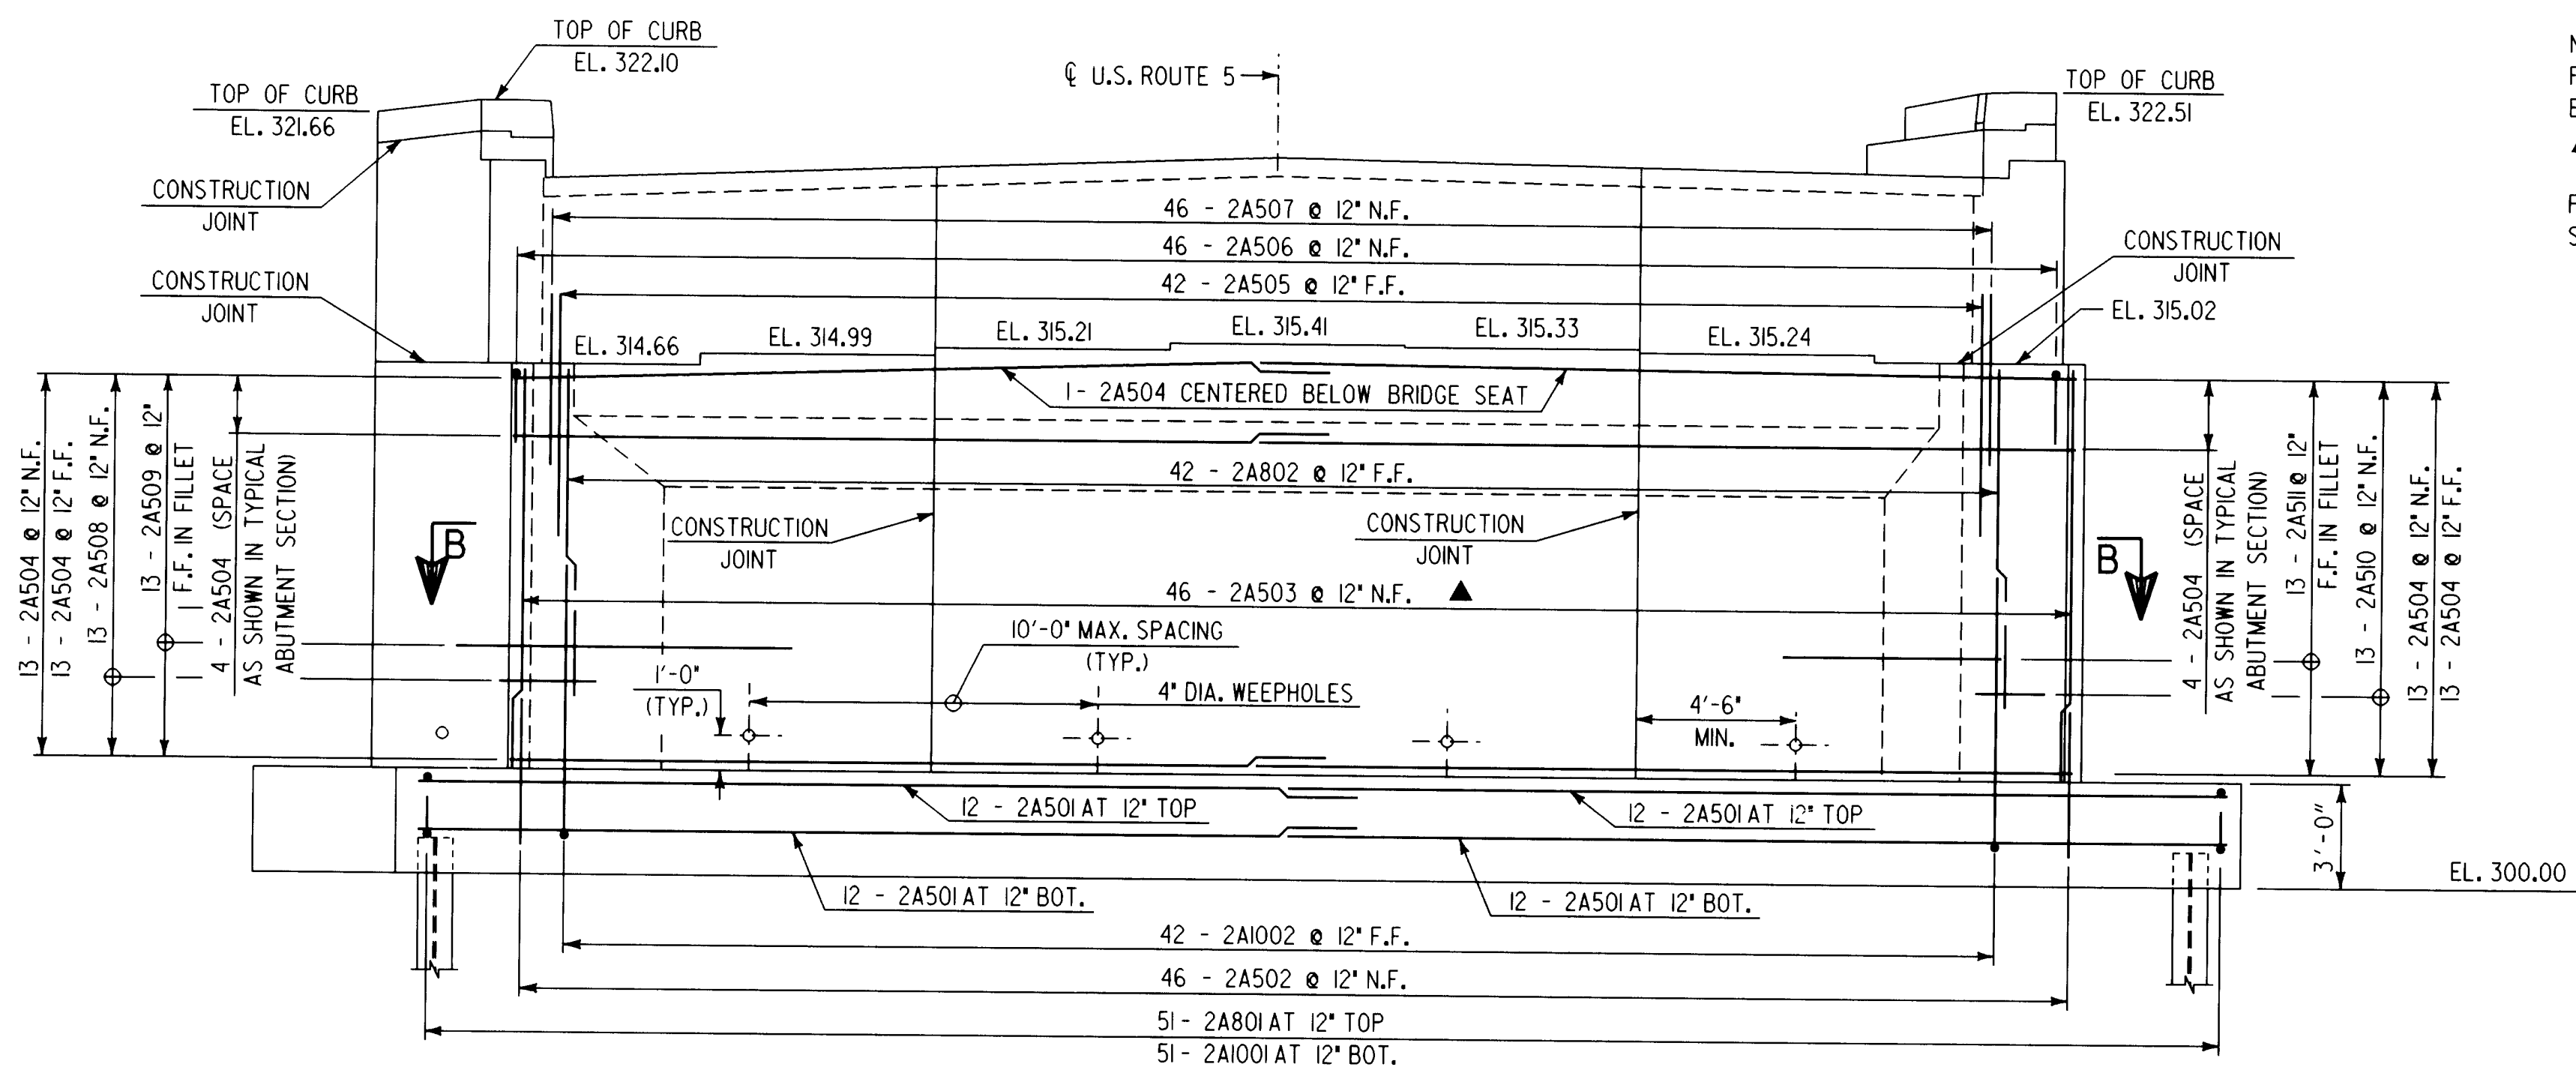 TOP OF CURB
EL. 322.10
TOP OF CURB
EL. 321.66
CONSTRUCTION
JOINT
CONSTRUCTION
JOINT
℄ U.S. ROUTE 5
TOP OF CURB
EL. 322.51
N
F
E
F
S
46 - 2A507 @ 12" N.F.
46 - 2A506 @ 12" N.F.
42 - 2A505 @ 12" F.F.
CONSTRUCTION
JOINT
EL. 315.02
EL. 314.66
EL. 314.99
EL. 315.21
EL. 315.41
EL. 315.33
EL. 315.24
1 - 2A504 CENTERED BELOW BRIDGE SEAT
42 - 2A802 @ 12" F.F.
CONSTRUCTION
JOINT
CONSTRUCTION
JOINT
46 - 2A503 @ 12" N.F. ▲
13 - 2A504 @ 12" N.F.
13 - 2A504 @ 12" F.F.
13 - 2A508 @ 12" N.F.
13 - 2A509 @ 12"
F.F. IN FILLET
4 - 2A504 (SPACE
AS SHOWN IN TYPICAL
ABUTMENT SECTION)
B
B
4 - 2A504 (SPACE
AS SHOWN IN TYPICAL
ABUTMENT SECTION)
13 - 2A511 @ 12"
F.F. IN FILLET
13 - 2A510 @ 12" N.F.
13 - 2A504 @ 12" N.F.
13 - 2A504 @ 12" F.F.
10'-0" MAX. SPACING
(TYP.)
1'-0"
(TYP.)
4" DIA. WEEPHOLES
4'-6"
MIN.
12 - 2A501 AT 12" TOP
12 - 2A501 AT 12" TOP
12 - 2A501 AT 12" BOT.
12 - 2A501 AT 12" BOT.
3'-0"
EL. 300.00
42 - 2A1002 @ 12" F.F.
46 - 2A502 @ 12" N.F.
51 - 2A801 AT 12" TOP
51 - 2A1001 AT 12" BOT.